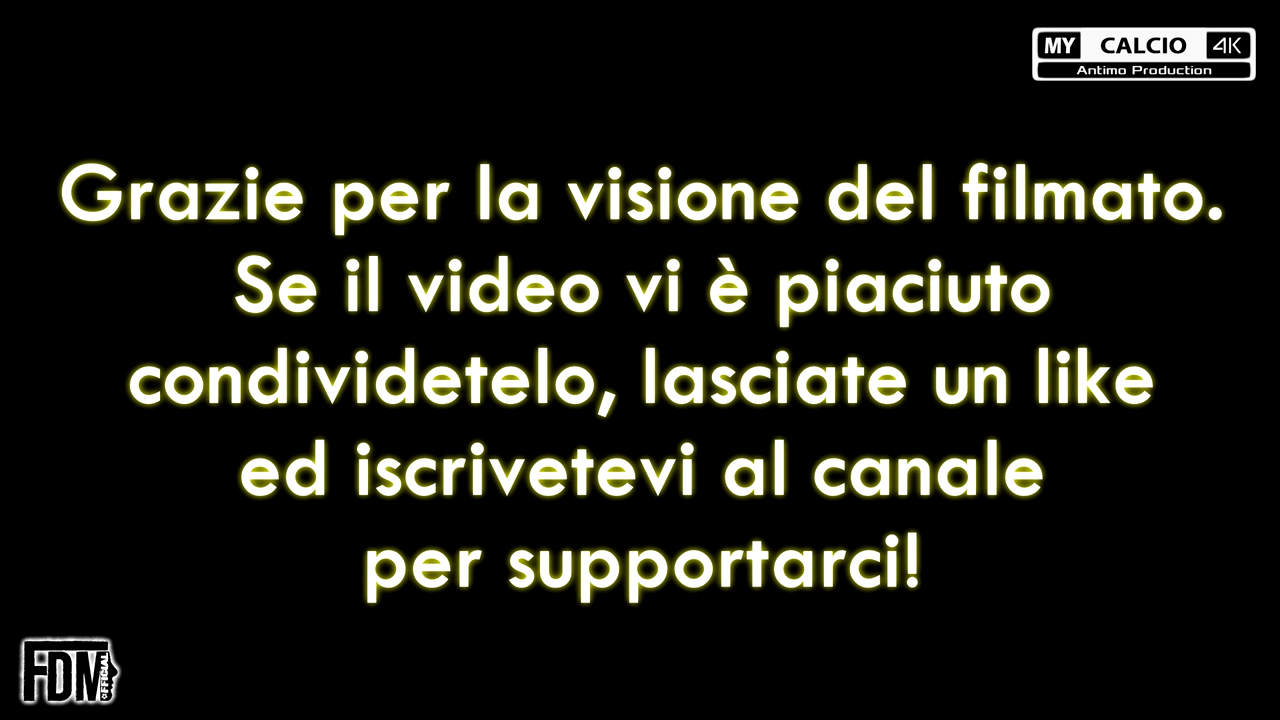 MY CALCIO 4K
Antimo Production
Grazie per la visione del filmato.
Se il video vi è piaciuto
condividetelo, lasciate un like
ed iscrivetevi al canale
per supportarci!
FDM
OFFICIAL